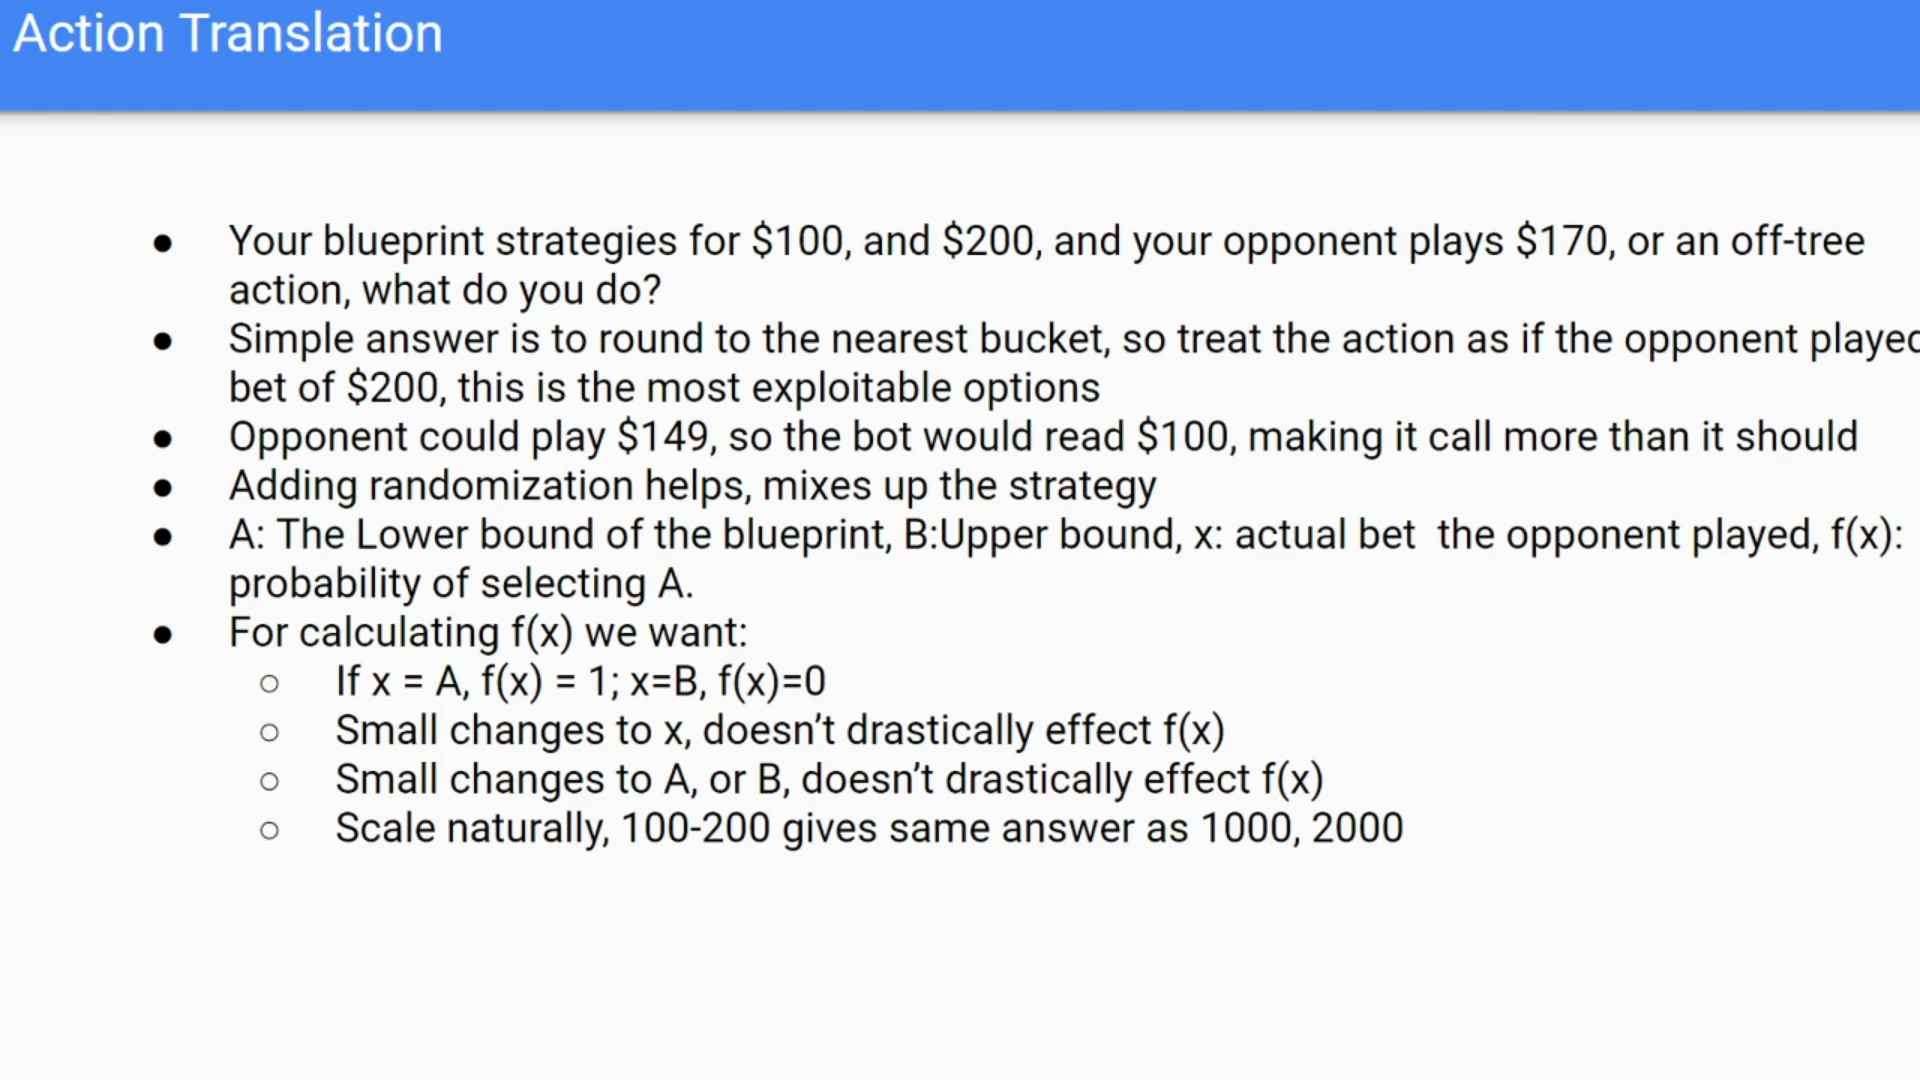 Action Translation
● Your blueprint strategies for $100, and $200, and your opponent plays $170, or an off-tree
action, what do you do?
● Simple answer is to round to the nearest bucket, so treat the action as if the opponent played
bet of $200, this is the most exploitable options
● Opponent could play $149, so the bot would read $100, making it call more than it should
● Adding randomization helps, mixes up the strategy
● A: The Lower bound of the blueprint, B:Upper bound, x: actual bet  the opponent played, f(x):
probability of selecting A.
● For calculating f(x) we want:
○ If x = A, f(x) = 1; x=B, f(x)=0
○ Small changes to x, doesn’t drastically effect f(x)
○ Small changes to A, or B, doesn’t drastically effect f(x)
○ Scale naturally, 100-200 gives same answer as 1000, 2000